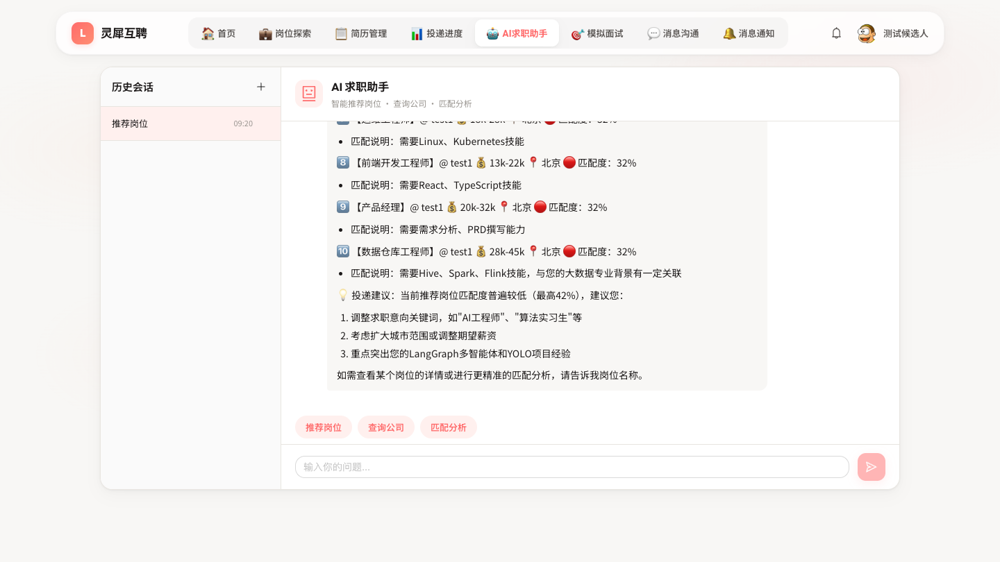 L 灵犀互聘
首页
岗位探索
简历管理
投递进度
AI求职助手
模拟面试
消息沟通
消息通知
测试候选人
历史会话
推荐岗位 09:20
AI 求职助手
智能推荐岗位 · 查询公司 · 匹配分析
匹配说明：需要Linux、Kubernetes技能
8 【前端开发工程师】@ test1 💰 13k-22k 📍 北京 🔴 匹配度：32%
匹配说明：需要React、TypeScript技能
9 【产品经理】@ test1 💰 20k-32k 📍 北京 🔴 匹配度：32%
匹配说明：需要需求分析、PRD撰写能力
10 【数据仓库工程师】@ test1 💰 28k-45k 📍 北京 🔴 匹配度：32%
匹配说明：需要Hive、Spark、Flink技能，与您的大数据专业背景有一定关联
💡 投递建议：当前推荐岗位匹配度普遍较低（最高42%），建议您：
1. 调整求职意向关键词，如"AI工程师"、"算法实习生"等
2. 考虑扩大城市范围或调整期望薪资
3. 重点突出您的LangGraph多智能体和YOLO项目经验
如需查看某个岗位的详情或进行更精准的匹配分析，请告诉我岗位名称。
推荐岗位
查询公司
匹配分析
输入你的问题...